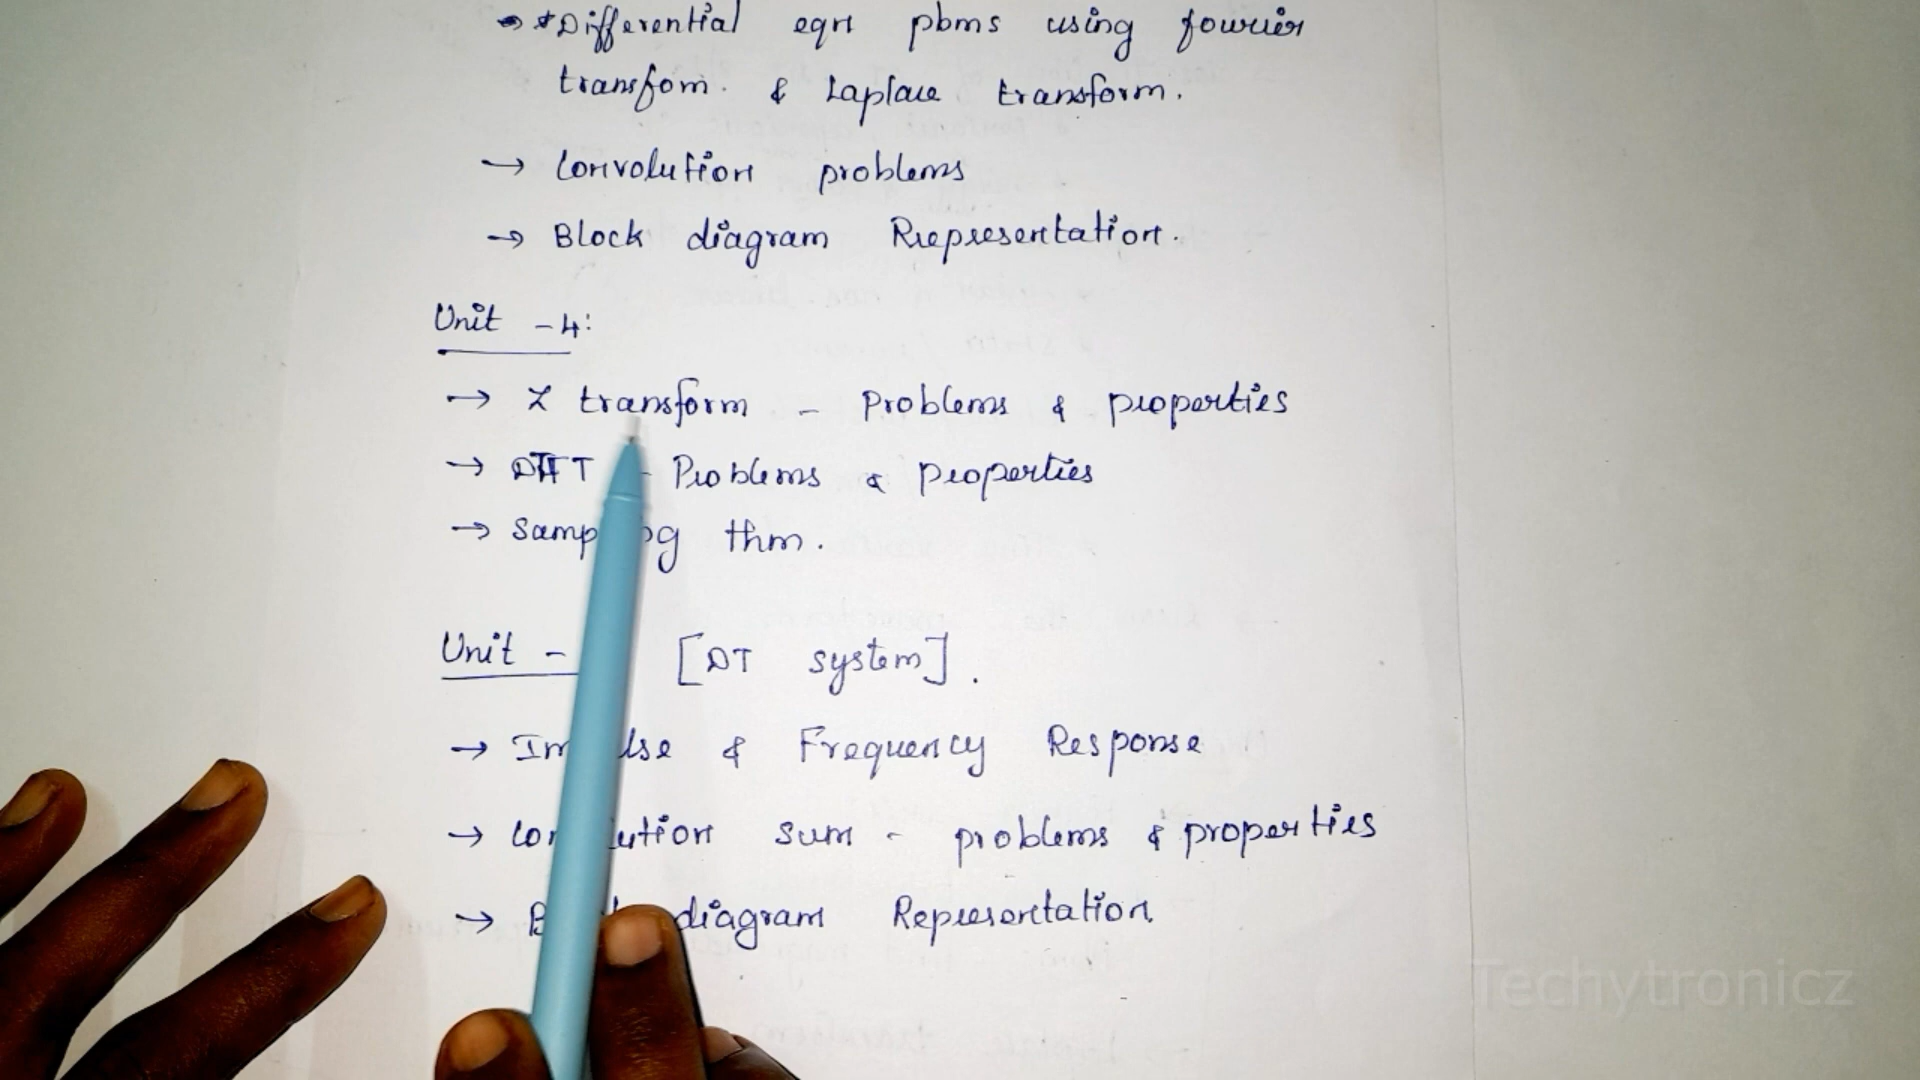 → *Differential eqn pbms using fourier
transfom. & Laplace transform.
→ Convolution problems
→ Block diagram Representation.
Unit - 4:
→ Z transform - Problems & properties
→ DTFT - Problems & properties
→ thm.
Unit - [DT system].
→ & Frequency Response
→ sum - problems & properties
→ diagram Representation.
Techytronicz